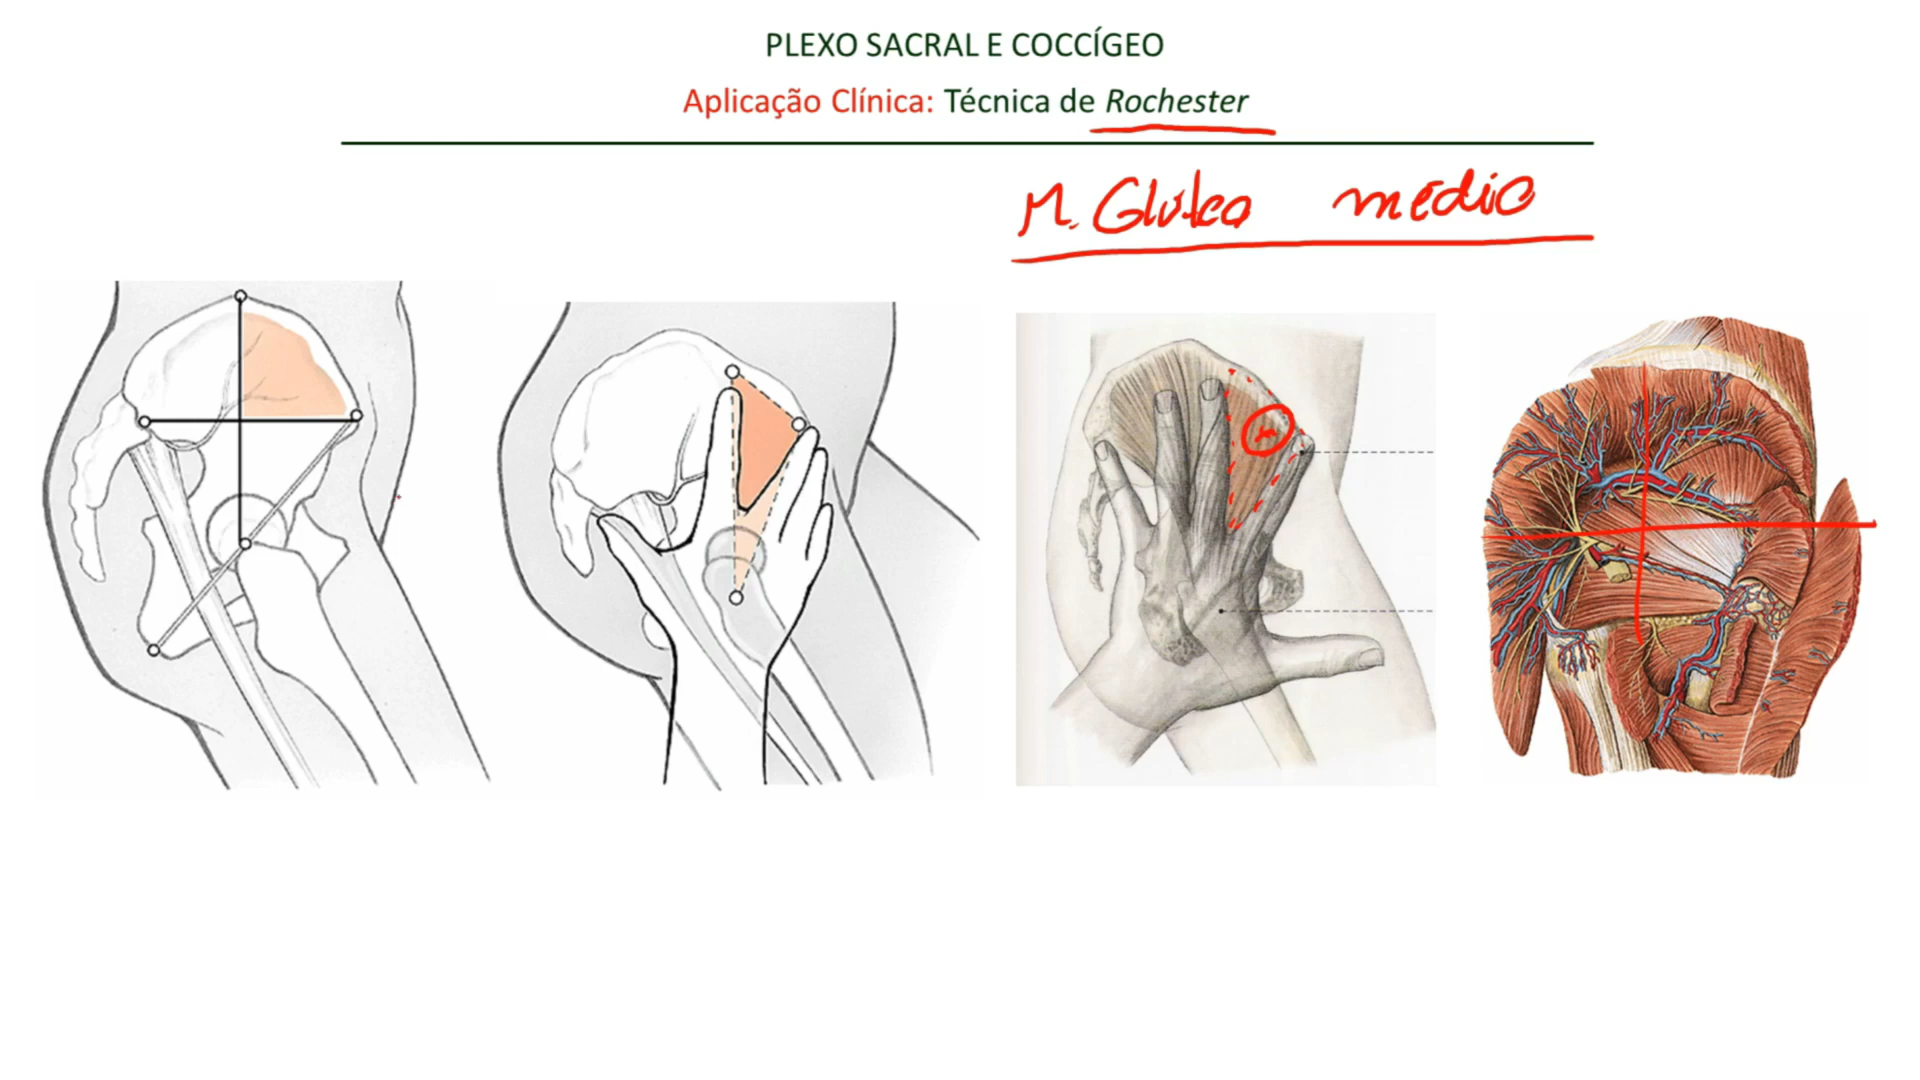 PLEXO SACRAL E COCCÍGEO
Aplicação Clínica: Técnica de Rochester
M. Glúteo médio